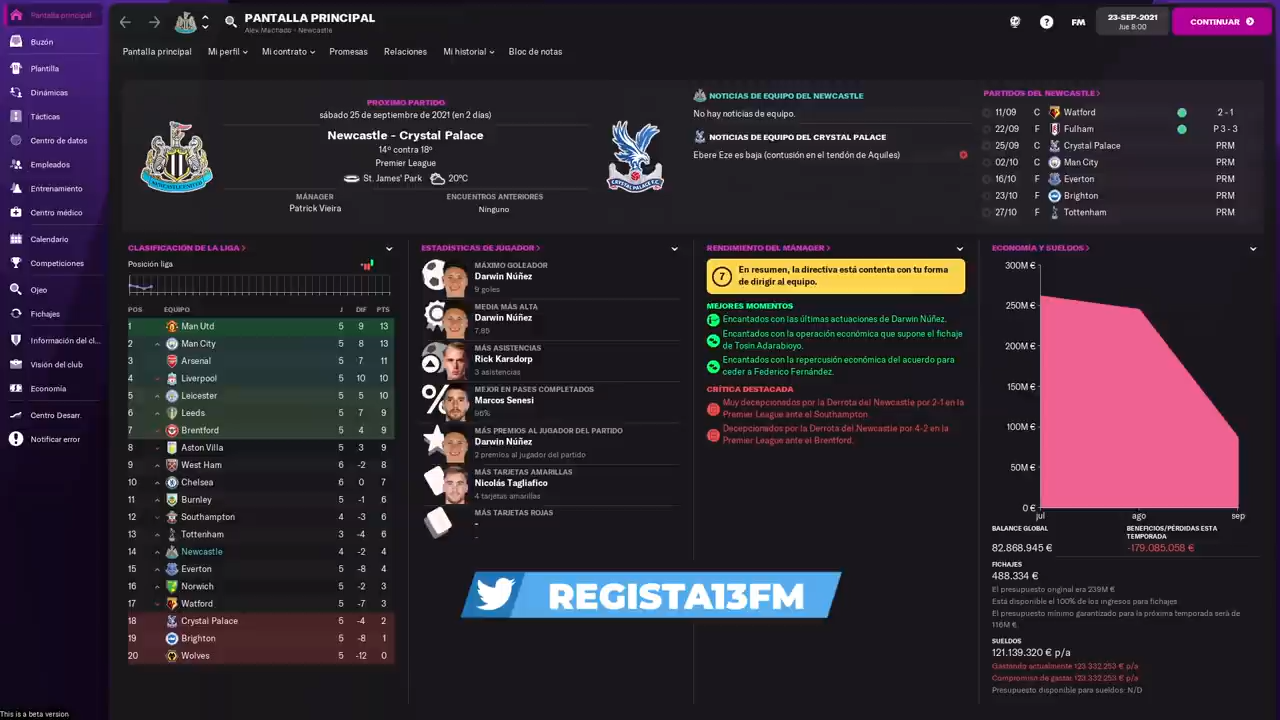 Pantalla principal
Buzón
Plantilla
Dinámicas
Tácticas
Centro de datos
Empleados
Entrenamiento
Centro médico
Calendario
Competiciones
Ojeo
Fichajes
Información del cl...
Visión del club
Economía
Centro Desarr.
Notificar error
This is a beta version
PANTALLA PRINCIPAL
Alex Machado - Newcastle
FM
23-SEP-2021
Jue 8:00
CONTINUAR
Pantalla principal Mi perfil Mi contrato Promesas Relaciones Mi historial Bloc de notas
PRÓXIMO PARTIDO
sábado 25 de septiembre de 2021 (en 2 días)
Newcastle - Crystal Palace
14º contra 18º
Premier League
St. James' Park 20ºC
MÁNAGER
Patrick Vieira
ENCUENTROS ANTERIORES
Ninguno
NOTICIAS DE EQUIPO DEL NEWCASTLE
No hay noticias de equipo.
NOTICIAS DE EQUIPO DEL CRYSTAL PALACE
Ebere Eze es baja (contusión en el tendón de Aquiles)
PARTIDOS DEL NEWCASTLE >
11/09 C Watford 2 - 1
22/09 F Fulham P 3 - 3
25/09 C Crystal Palace PRM
02/10 C Man City PRM
16/10 F Everton PRM
23/10 F Brighton PRM
27/10 F Tottenham PRM
CLASIFICACIÓN DE LA LIGA >
Posición liga
POS EQUIPO J DIF PTS
1 Man Utd 5 9 13
2 Man City 5 8 13
3 Arsenal 5 7 11
4 Liverpool 5 10 10
5 Leicester 5 5 10
6 Leeds 5 7 9
7 Brentford 5 4 9
8 Aston Villa 5 3 9
9 West Ham 6 -2 8
10 Chelsea 6 0 7
11 Burnley 5 -1 6
12 Southampton 4 -3 6
13 Tottenham 3 -4 6
14 Newcastle 4 -2 4
15 Everton 5 -8 4
16 Norwich 5 -2 3
17 Watford 5 -7 3
18 Crystal Palace 5 -4 2
19 Brighton 5 -8 1
20 Wolves 5 -12 0
ESTADÍSTICAS DE JUGADOR >
MÁXIMO GOLEADOR
Darwin Núñez
9 goles
MEDIA MÁS ALTA
Darwin Núñez
7,85
MÁS ASISTENCIAS
Rick Karsdorp
3 asistencias
MEJOR EN PASES COMPLETADOS
Marcos Senesi
96%
MÁS PREMIOS AL JUGADOR DEL PARTIDO
Darwin Núñez
2 premios al jugador del partido
MÁS TARJETAS AMARILLAS
Nicolás Tagliafico
4 tarjetas amarillas
MÁS TARJETAS ROJAS
-
-
RENDIMIENTO DEL MÁNAGER >
7
En resumen, la directiva está contenta con tu forma
de dirigir al equipo.
MEJORES MOMENTOS
Encantados con las últimas actuaciones de Darwin Núñez.
Encantados con la operación económica que supone el fichaje
de Tosin Adarabioyo.
Encantados con la repercusión económica del acuerdo para
ceder a Federico Fernández.
CRÍTICA DESTACADA
Muy decepcionados por la Derrota del Newcastle por 2-1 en la
Premier League ante el Southampton.
Decepcionados por la Derrota del Newcastle por 4-2 en la
Premier League ante el Brentford.
ECONOMÍA Y SUELDOS >
300M €
250M €
200M €
150M €
100M €
50M €
0 €
jul ago sep
BALANCE GLOBAL
82.868.945 €
BENEFICIOS/PÉRDIDAS ESTA
TEMPORADA
-179.085.058 €
FICHAJES
488.334 €
El presupuesto original era 239M €
Está disponible el 100% de los ingresos para fichajes
El presupuesto mínimo garantizado para la próxima temporada será de
116M €.
SUELDOS
121.139.320 € p/a
Gastando actualmente 123.332.253 € p/a
Compromiso de gastar 123.332.253 € p/a
Presupuesto disponible para sueldos: N/D
REGISTA13FM